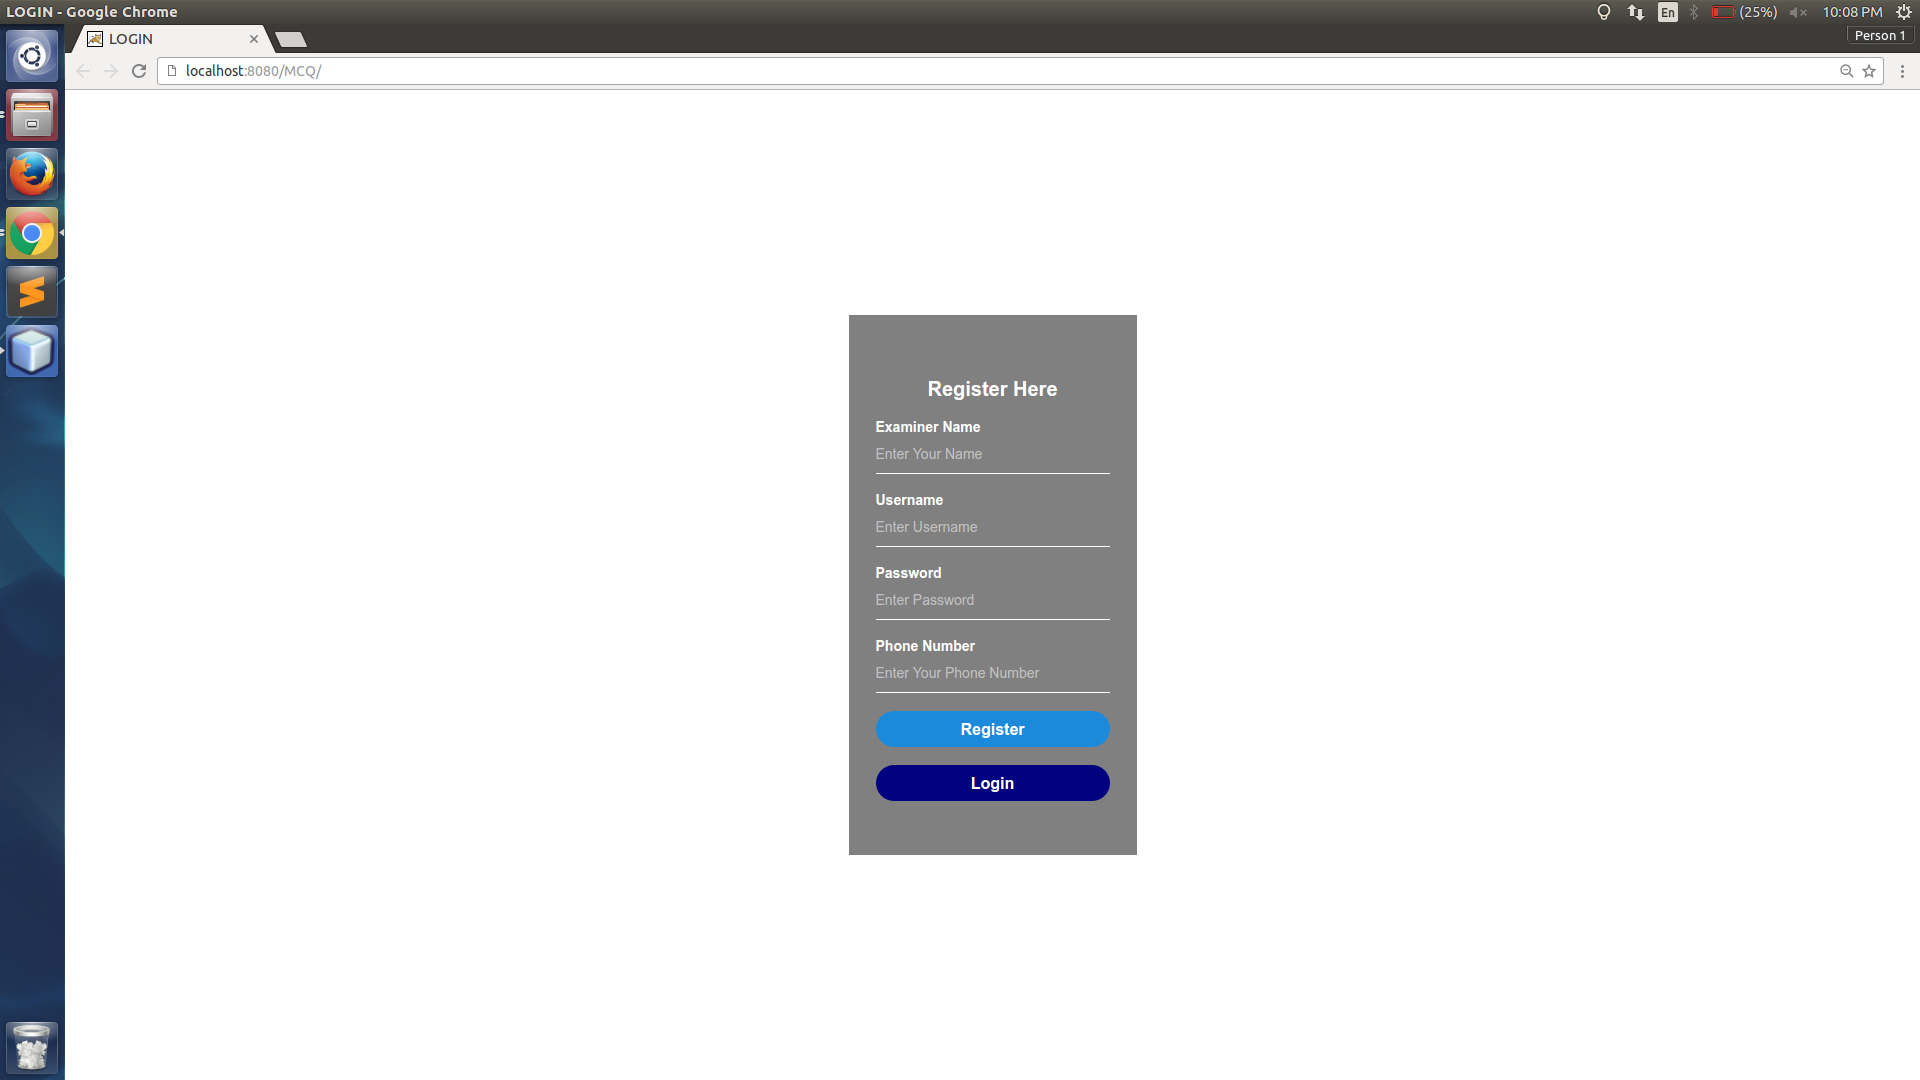 LOGIN - Google Chrome
En
(25%)
10:08 PM
LOGIN
Person 1
localhost:8080/MCQ/
Register Here
Examiner Name
Enter Your Name
Username
Enter Username
Password
Enter Password
Phone Number
Enter Your Phone Number
Register
Login